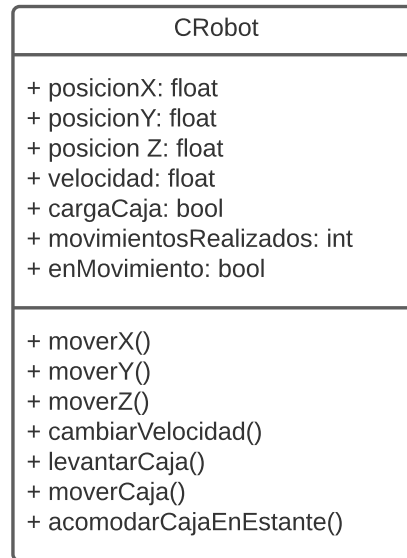 CRobot
+ posicionX: float
+ posicionY: float
+ posicion Z: float
+ velocidad: float
+ cargaCaja: bool
+ movimientosRealizados: int
+ enMovimiento: bool
+ moverX()
+ moverY()
+ moverZ()
+ cambiarVelocidad()
+ levantarCaja()
+ moverCaja()
+ acomodarCajaEnEstante()